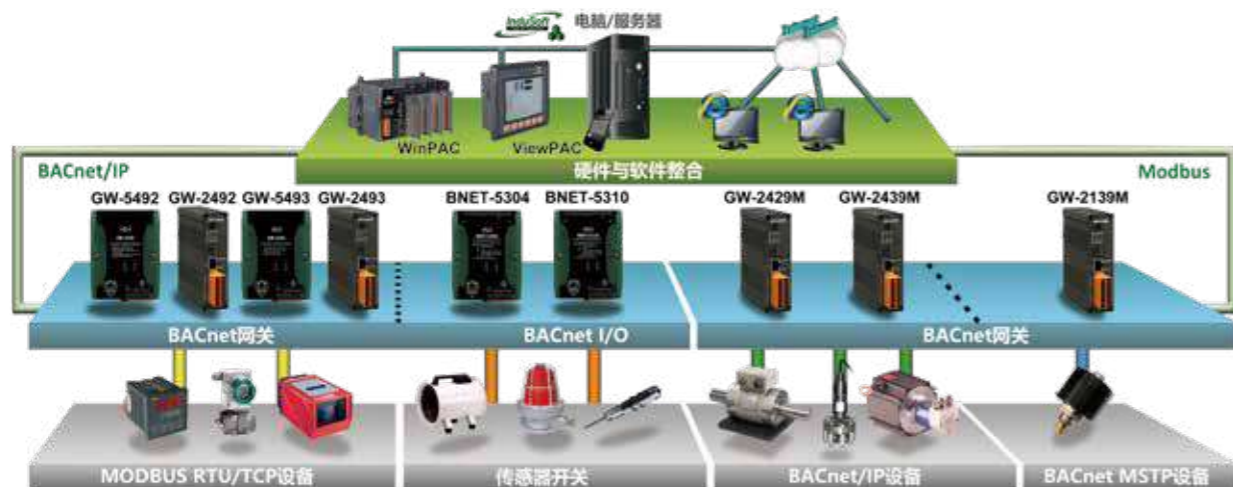 InduSoft
电脑/服务器
WinPAC
ViewPAC
硬件与软件整合
BACnet/IP
Modbus
GW-5492
GW-2492
GW-5493
GW-2493
BNET-5304
BNET-5310
GW-2429M
GW-2439M
GW-2139M
BACnet网关
BACnet I/O
BACnet网关
MODBUS RTU/TCP设备
传感器开关
BACnet/IP设备
BACnet MSTP设备